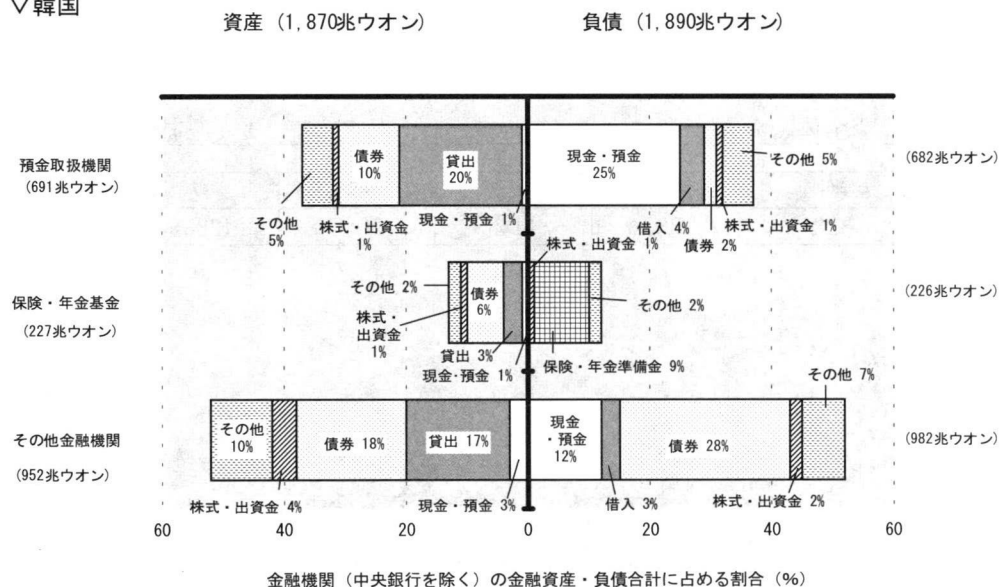 ▽韓国
資産（1,870兆ウオン）
負債（1,890兆ウオン）
預金取扱機関
（691兆ウオン）
債券
10%
貸出
20%
現金・預金
25%
その他 5%
（682兆ウオン）
その他
5%
株式・出資金
1%
現金・預金 1%
借入 4%
債券 2%
株式・出資金 1%
株式・出資金 1%
保険・年金基金
（227兆ウオン）
その他 2%
株式・
出資金
1%
債券
6%
貸出 3%
現金・預金 1%
保険・年金準備金 9%
その他 2%
（226兆ウオン）
その他 7%
その他金融機関
（952兆ウオン）
その他
10%
債券 18%
貸出 17%
現金
・預金
12%
債券 28%
（982兆ウオン）
株式・出資金 4%
現金・預金 3%
借入 3%
株式・出資金 2%
60
40
20
0
20
40
60
金融機関（中央銀行を除く）の金融資産・負債合計に占める割合（%）